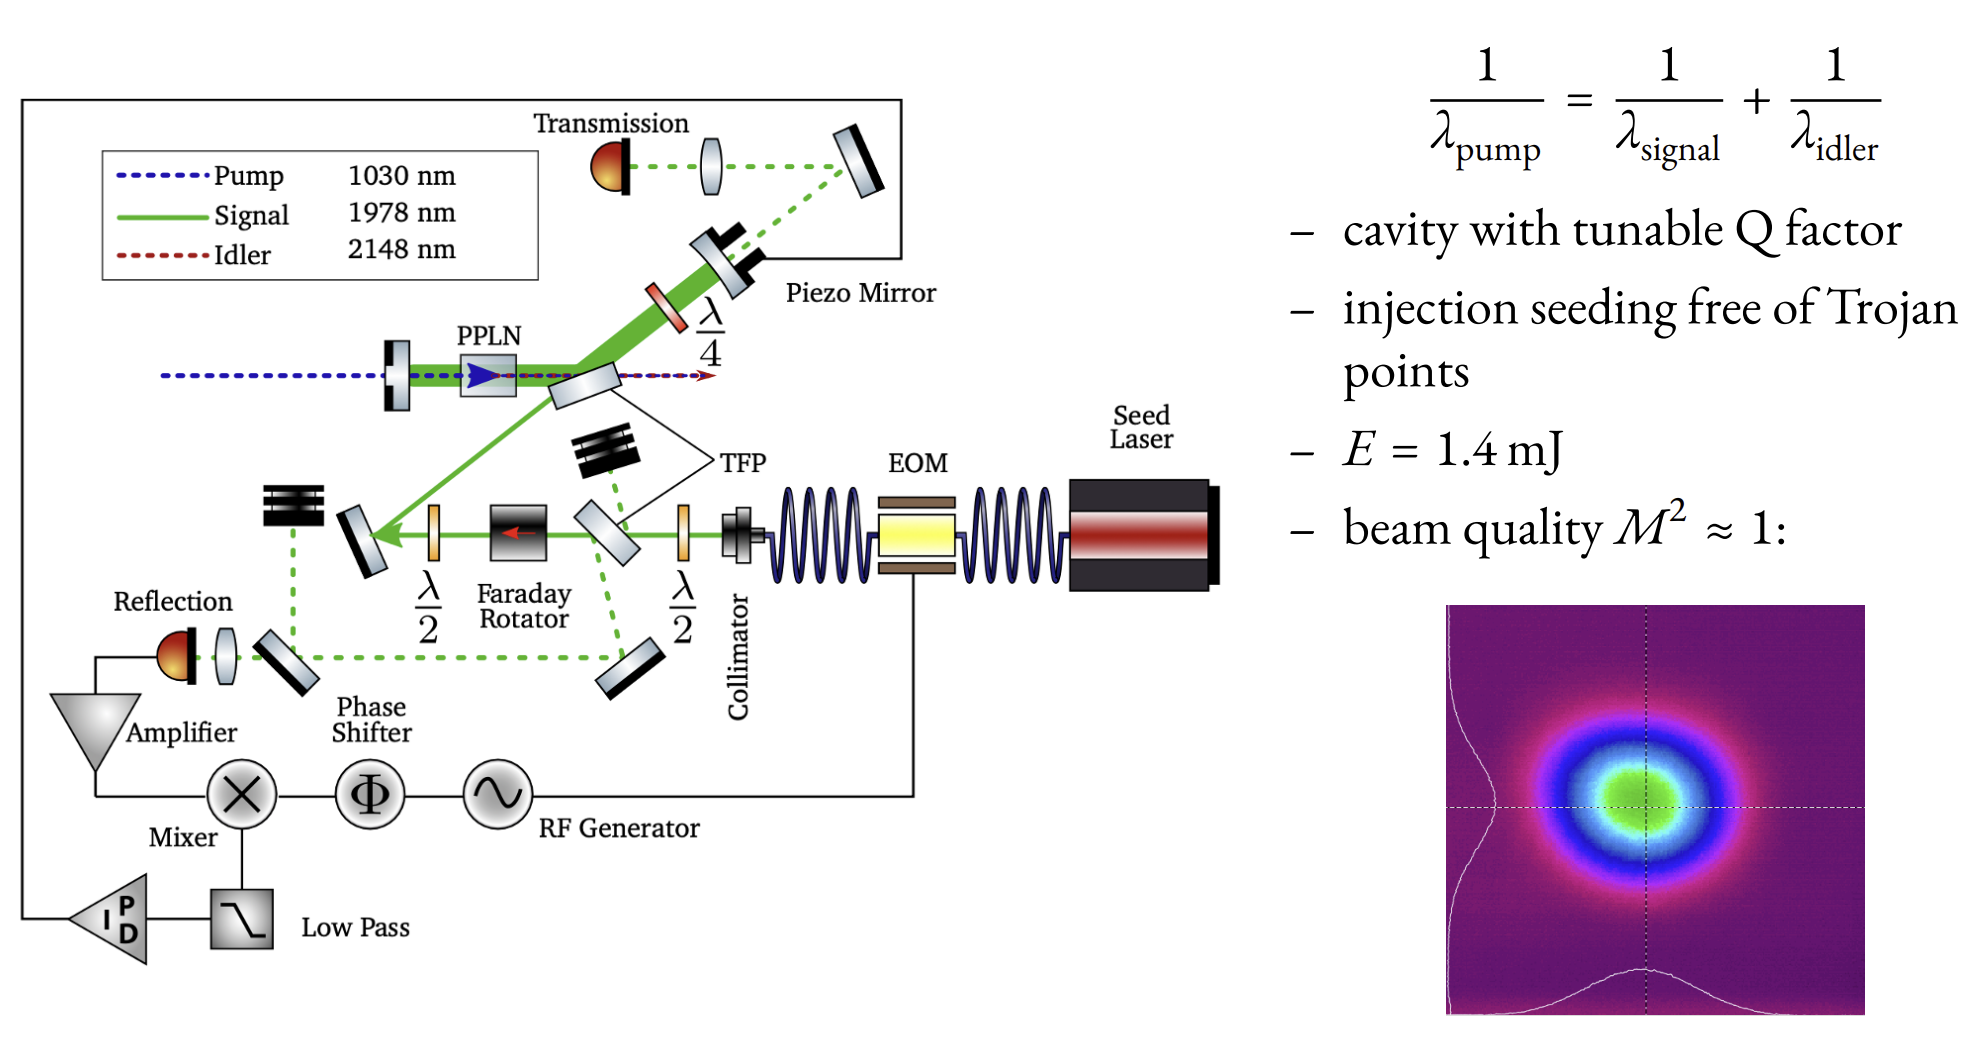 Transmission
Pump 1030 nm
Signal 1978 nm
Idler 2148 nm
Piezo Mirror
λ/4
PPLN
TFP
Seed
Laser
EOM
λ/2
Faraday
Rotator
λ/2
Collimator
Reflection
Amplifier
Phase
Shifter
Φ
Mixer
RF Generator
P
I
D
Low Pass
1/λpump = 1/λsignal + 1/λidler
– cavity with tunable Q factor
– injection seeding free of Trojan
points
– E = 1.4 mJ
– beam quality M² ≈ 1: